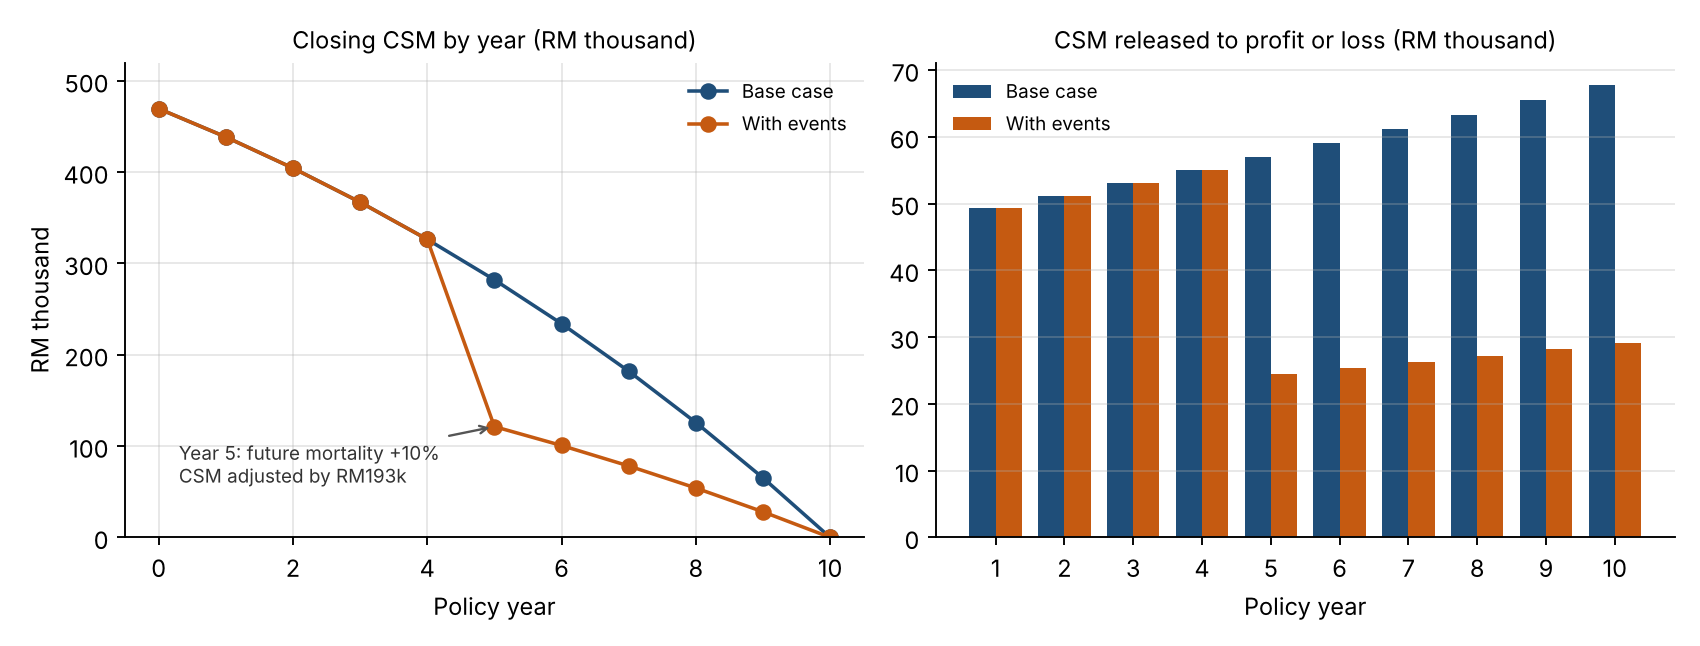 Closing CSM by year (RM thousand)
Base case
With events
RM thousand
500
400
300
200
100
0
Year 5: future mortality +10%
CSM adjusted by RM193k
0 2 4 6 8 10
Policy year
CSM released to profit or loss (RM thousand)
Base case
With events
70
60
50
40
30
20
10
0
1 2 3 4 5 6 7 8 9 10
Policy year